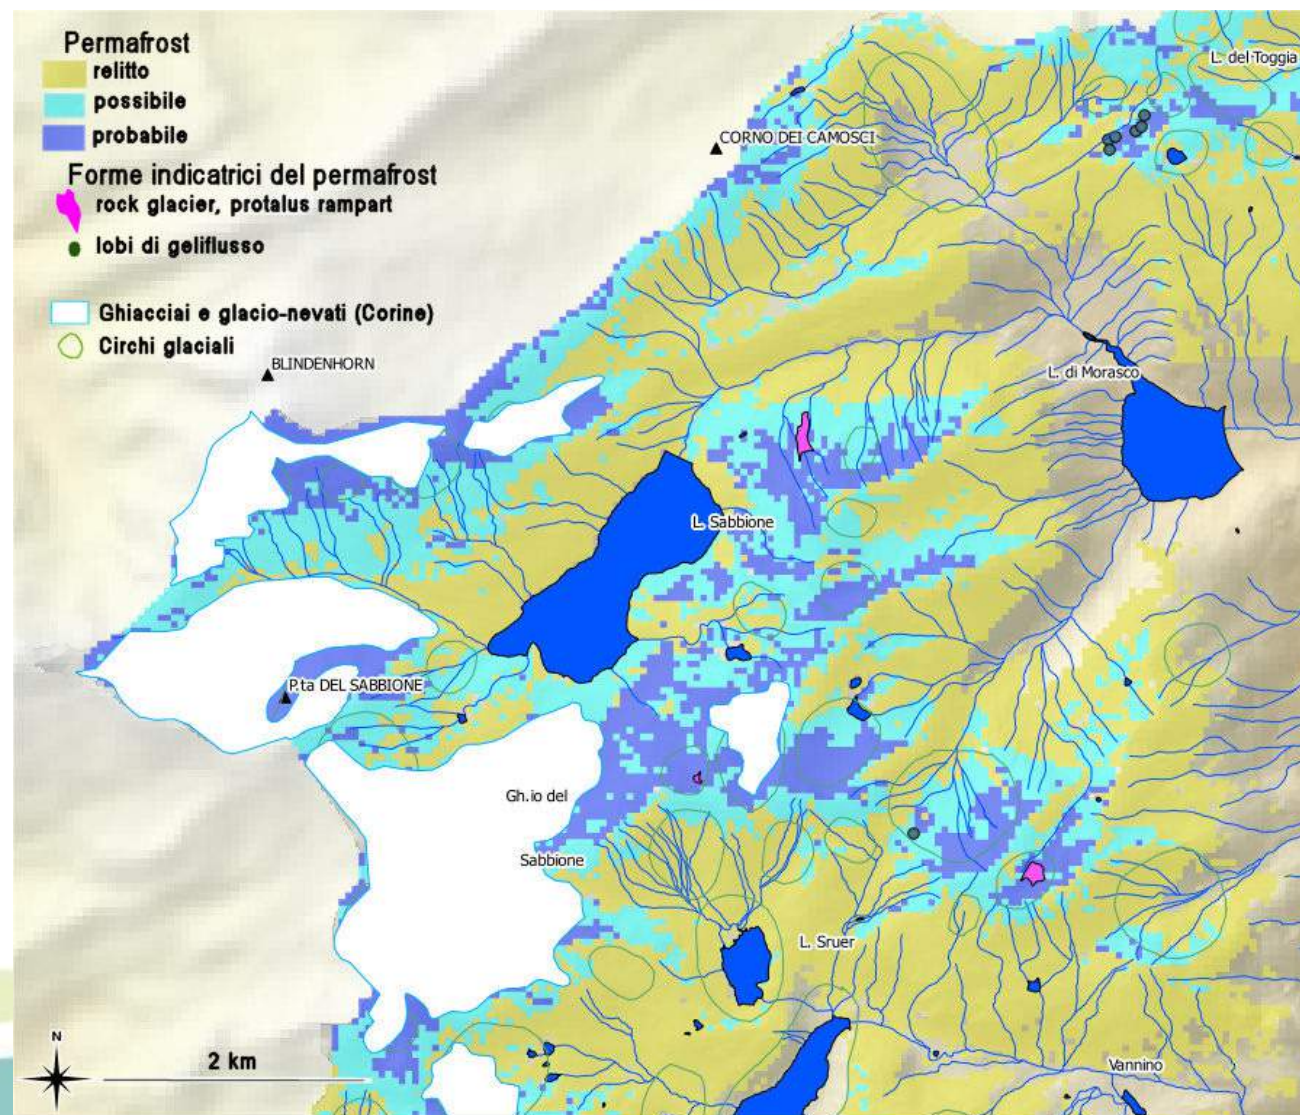 Permafrost
relitto
possibile
probabile
Forme indicatrici del permafrost
rock glacier, protalus rampart
lobi di geliflusso
Ghiacciai e glacio-nevati (Corine)
Circhi glaciali
L. del Toggia
CORNO DEI CAMOSCI
BLINDENHORN
L. di Morasco
L. Sabbione
P.ta DEL SABBIONE
Gh.io del
Sabbione
L. Sruer
Vannino
N
2 km